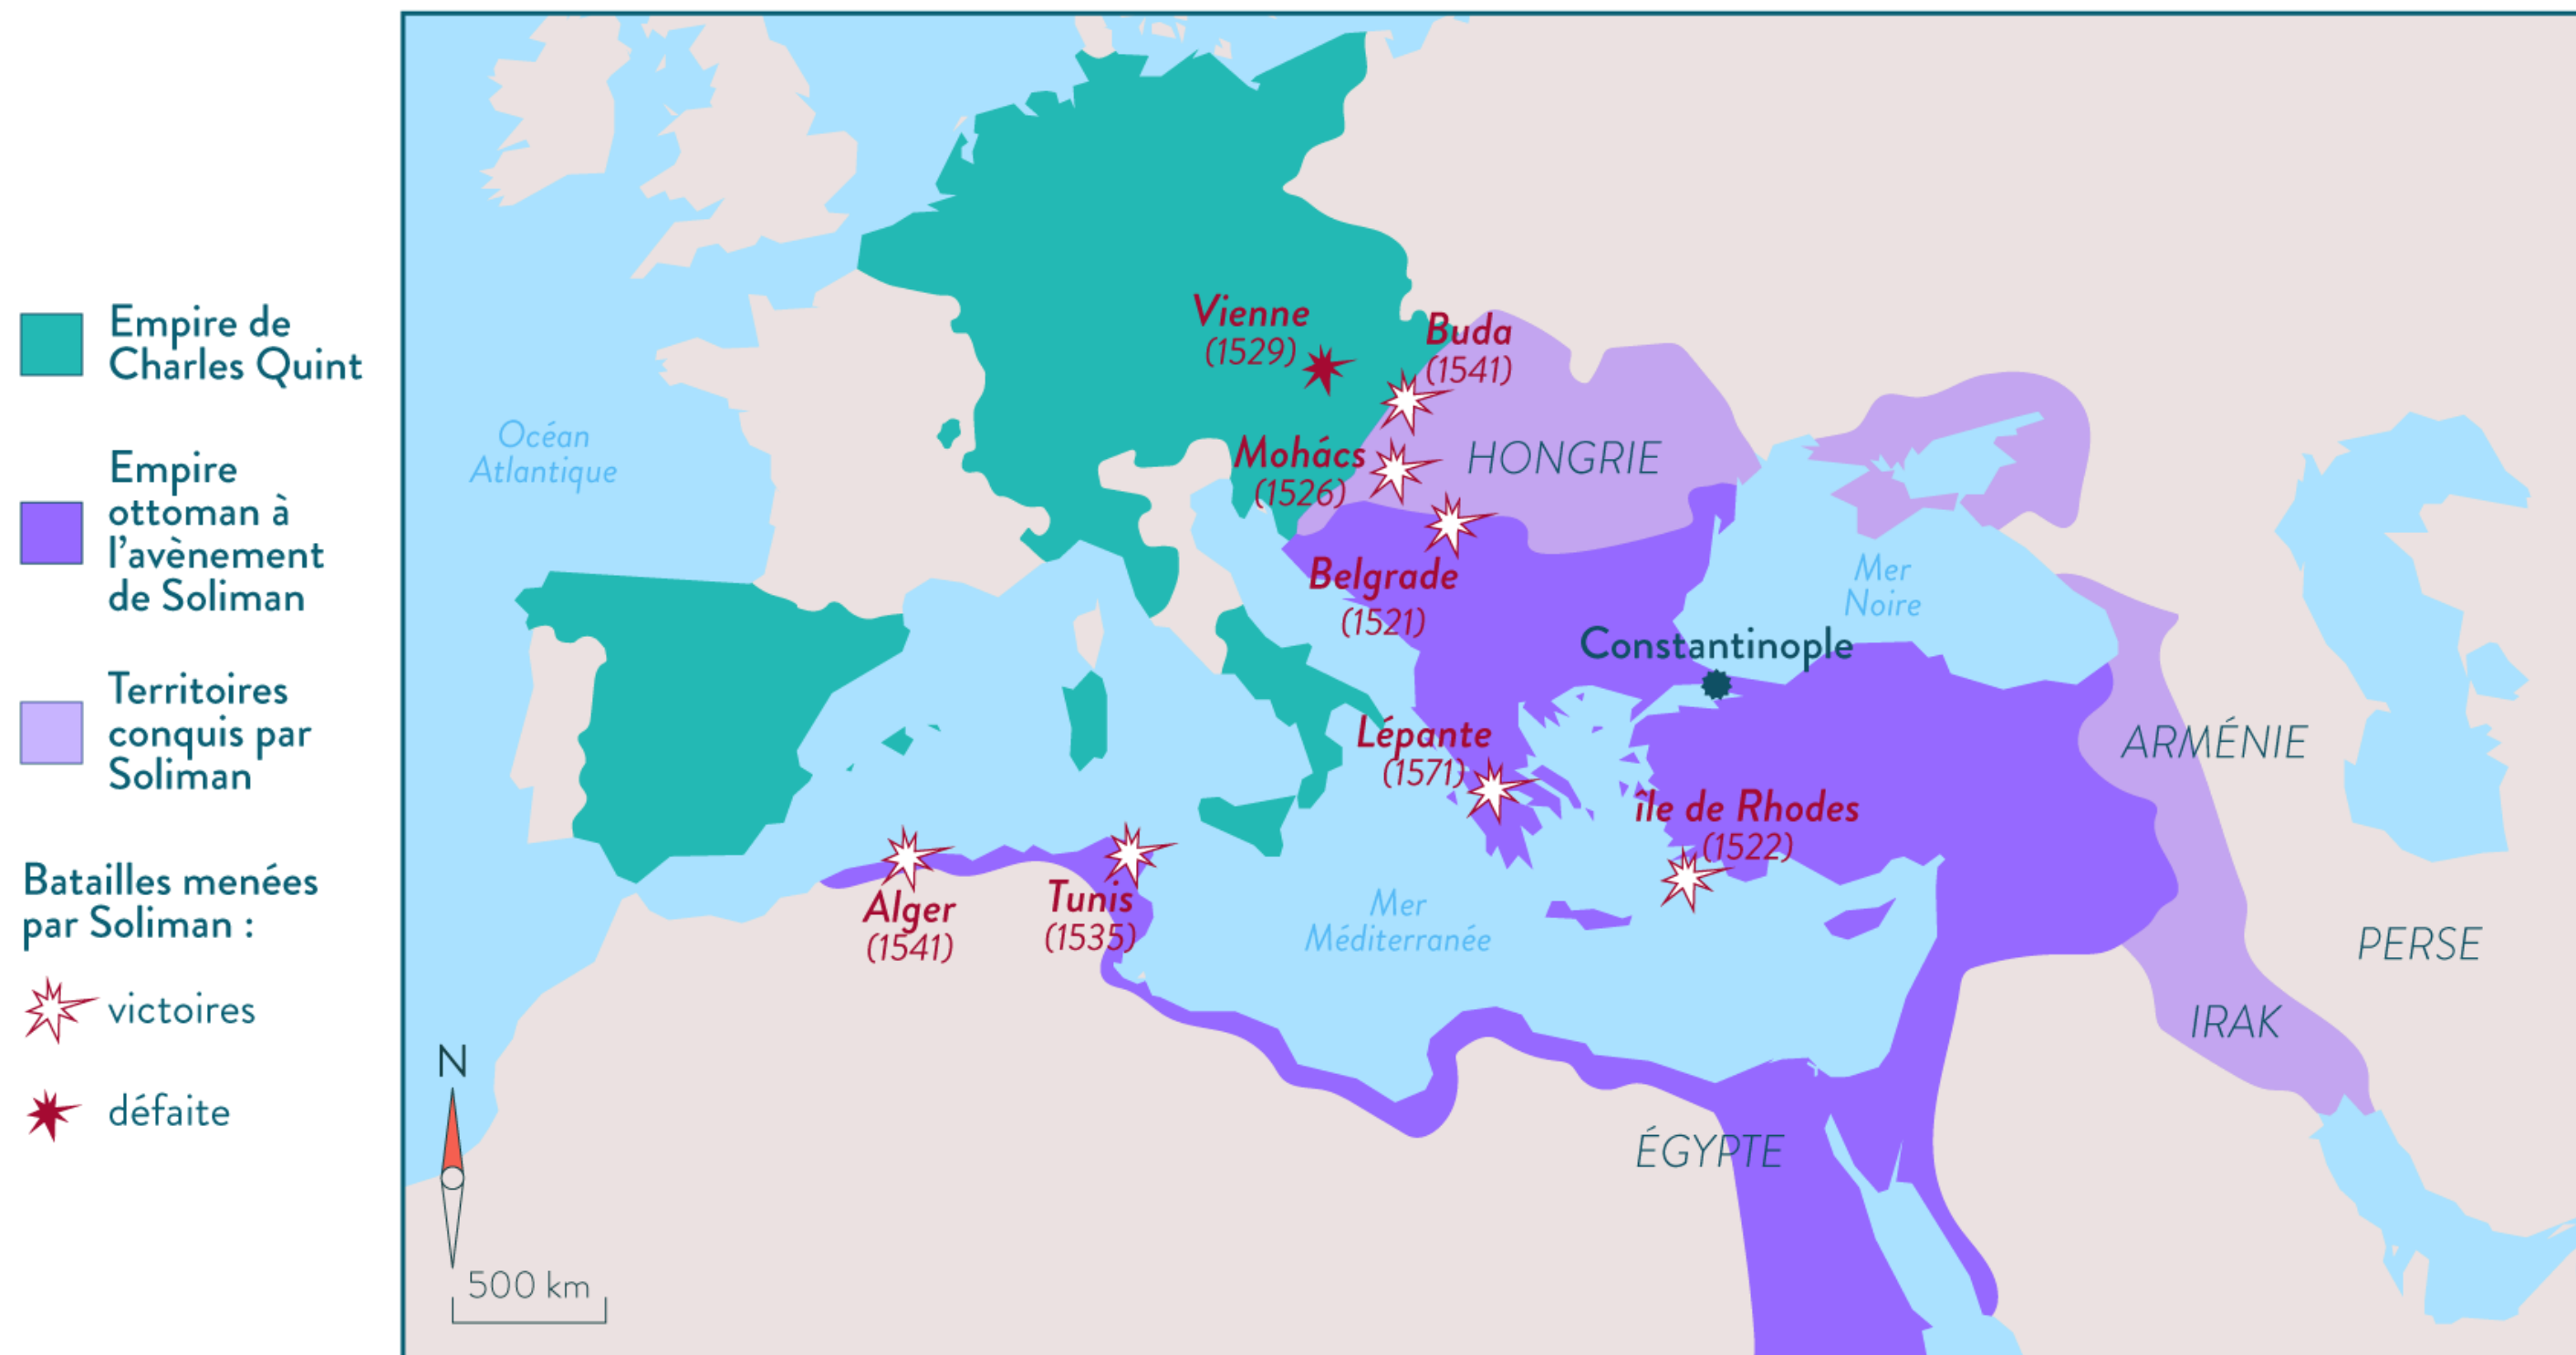 Empire de
Charles Quint
Empire
ottoman à
l'avènement
de Soliman
Territoires
conquis par
Soliman
Batailles menées
par Soliman :
victoires
défaite
N
500 km
Océan
Atlantique
Vienne
(1529)
Buda
(1541)
Mohács
(1526)
HONGRIE
Belgrade
(1521)
Mer
Noire
Constantinople
Lépante
(1571)
île de Rhodes
(1522)
ARMÉNIE
Alger
(1541)
Tunis
(1535)
Mer
Méditerranée
PERSE
IRAK
ÉGYPTE